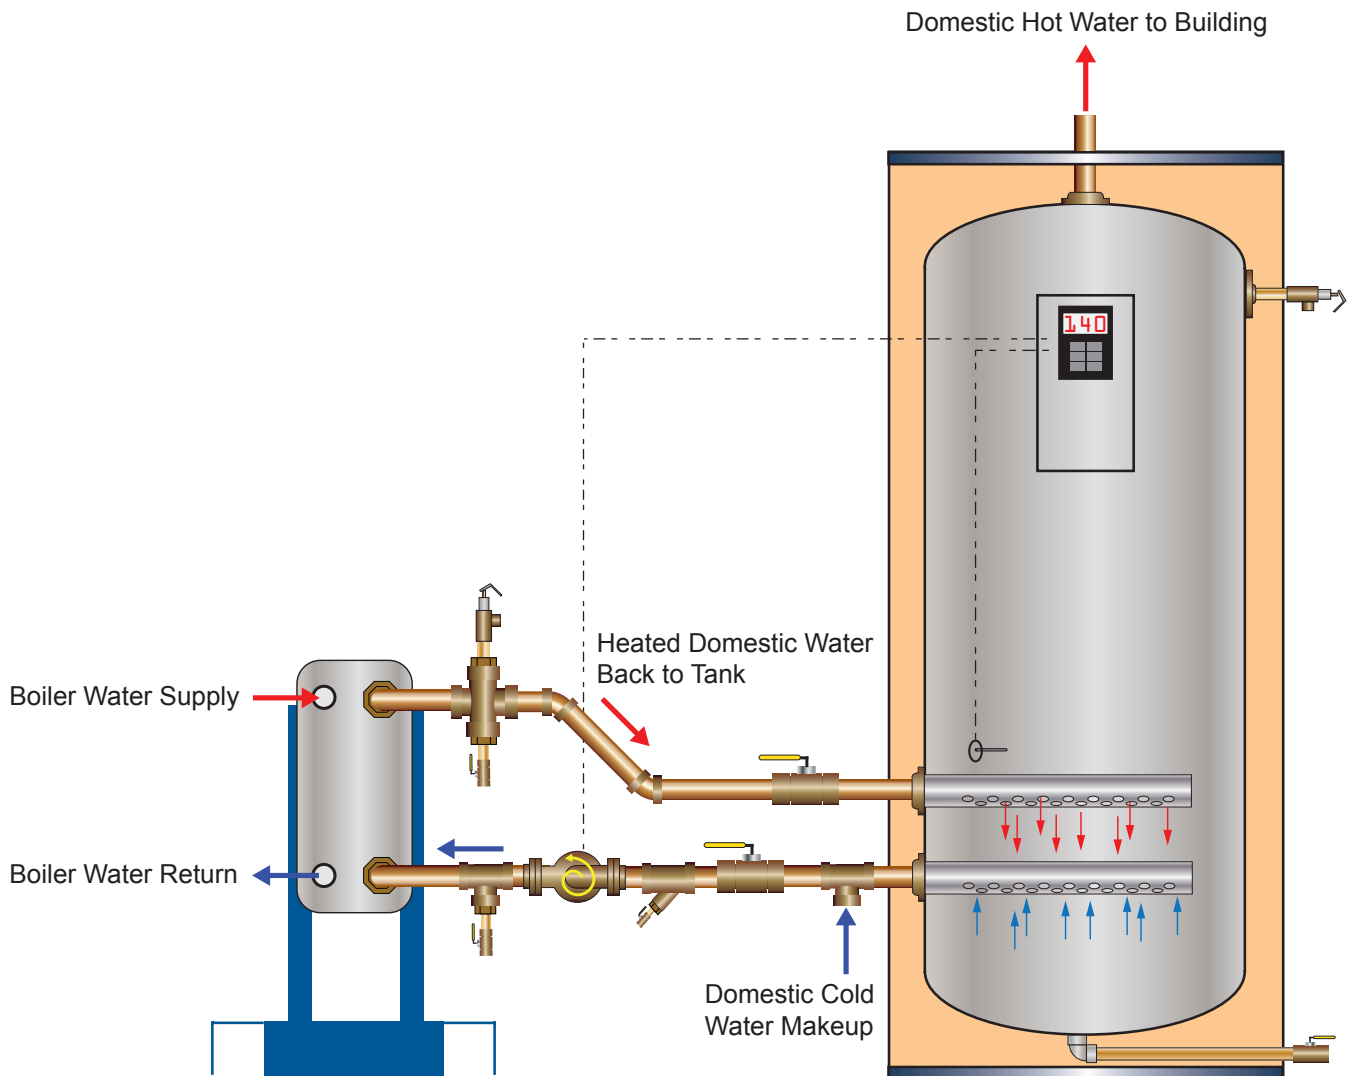 Domestic Hot Water to Building
140
Heated Domestic Water
Back to Tank
Boiler Water Supply
Boiler Water Return
Domestic Cold
Water Makeup